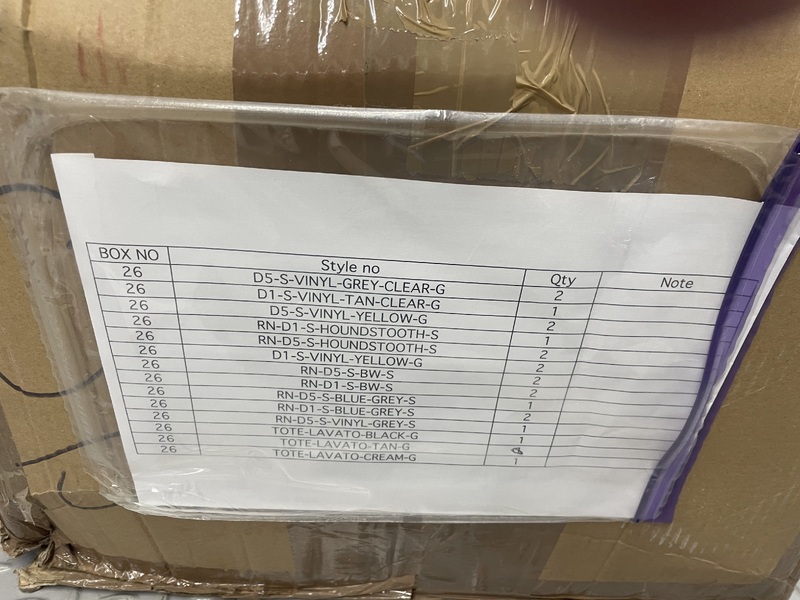 BOX NO Style no Qty Note
26 D5-S-VINYL-GREY-CLEAR-G 2
26 D1-S-VINYL-TAN-CLEAR-G 1
26 D5-S-VINYL-YELLOW-G 2
26 RN-D1-S-HOUNDSTOOTH-S 1
26 RN-D5-S-HOUNDSTOOTH-S 2
26 D1-S-VINYL-YELLOW-G 2
26 RN-D5-S-BW-S 2
26 RN-D1-S-BW-S 2
26 RN-D5-S-BLUE-GREY-S 1
26 RN-D1-S-BLUE-GREY-S 2
26 RN-D5-S-VINYL-GREY-S 1
26 TOTE-LAVATO-BLACK-G 1
26 TOTE-LAVATO-TAN-G
26 TOTE-LAVATO-CREAM-G 1